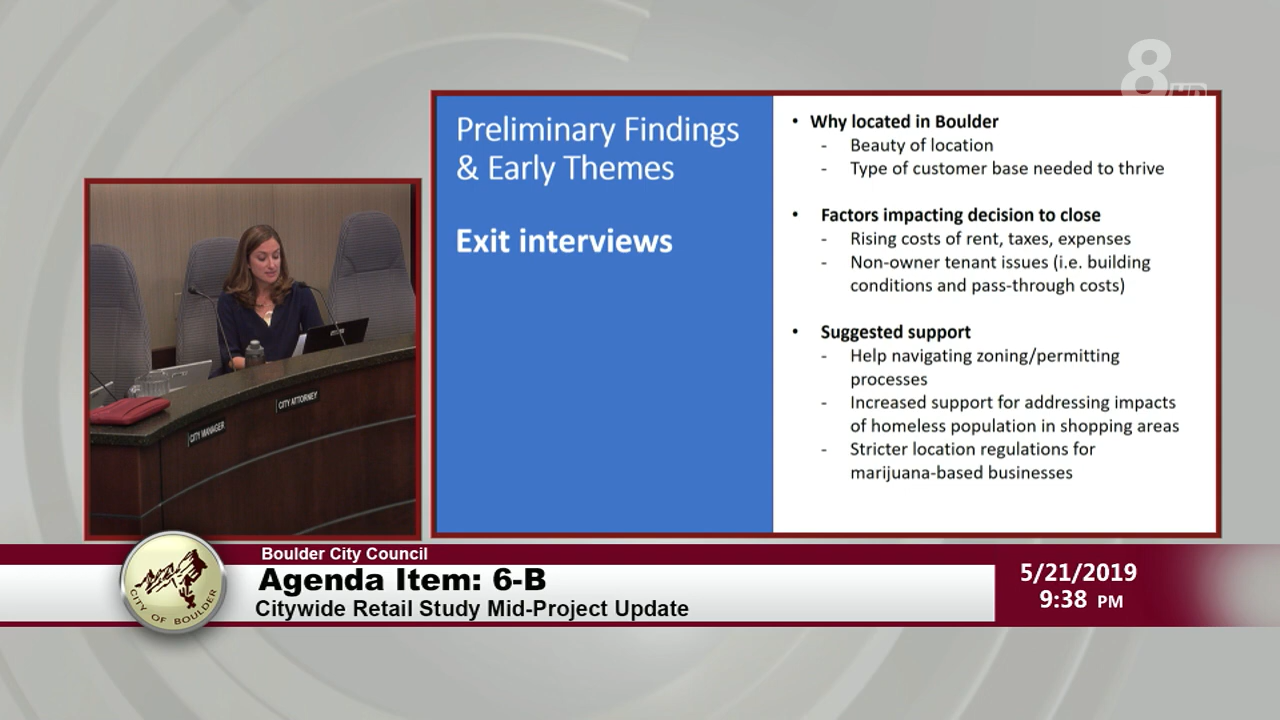 8
HD
Preliminary Findings
& Early Themes
Exit interviews
• Why located in Boulder
- Beauty of location
- Type of customer base needed to thrive
• Factors impacting decision to close
- Rising costs of rent, taxes, expenses
- Non-owner tenant issues (i.e. building
conditions and pass-through costs)
• Suggested support
- Help navigating zoning/permitting
processes
- Increased support for addressing impacts
of homeless population in shopping areas
- Stricter location regulations for
marijuana-based businesses
CITY MANAGER
CITY ATTORNEY
Boulder City Council
Agenda Item: 6-B
Citywide Retail Study Mid-Project Update
CITY OF BOULDER
5/21/2019
9:38 PM